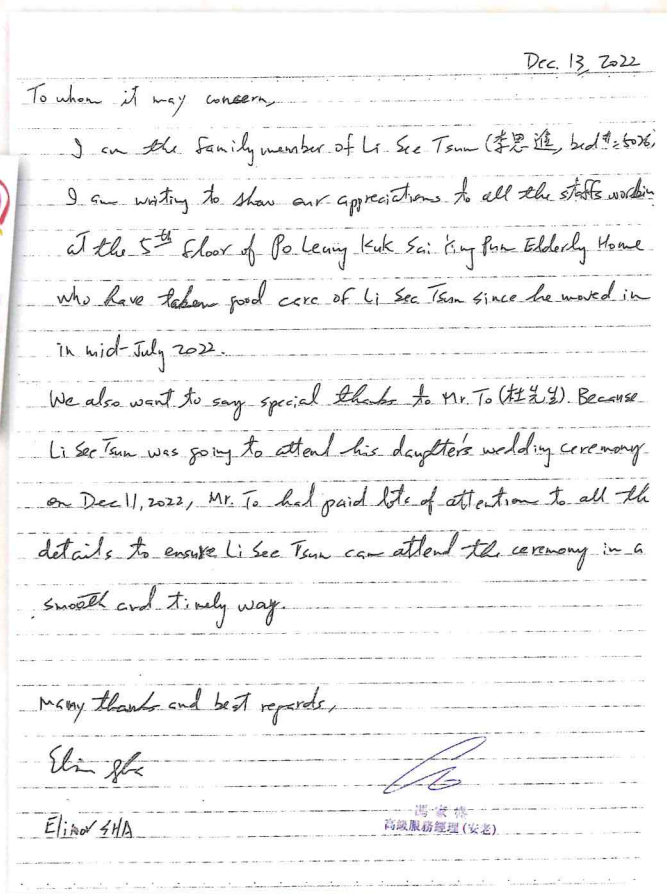 Dec. 13, 2022
To whom it may concern,
I am the family member of Li See Tsun (李思進, bed #: 5026,
I am writing to show our appreciations to all the staffs workin
at the 5th floor of Po Leung Kuk Sai Ying Pun Elderly Home
who have taken good care of Li See Tsun since he moved in
in mid-July 2022.
We also want to say special thanks to Mr. To (杜先生). Because
Li See Tsun was going to attend his daughter's wedding ceremony
on Dec 11, 2022, Mr. To had paid lots of attention to all the
details to ensure Li See Tsun can attend the ceremony in a
smooth and timely way.
Many thanks and best regards,
Elinor SHA
高級服務經理 (安老)